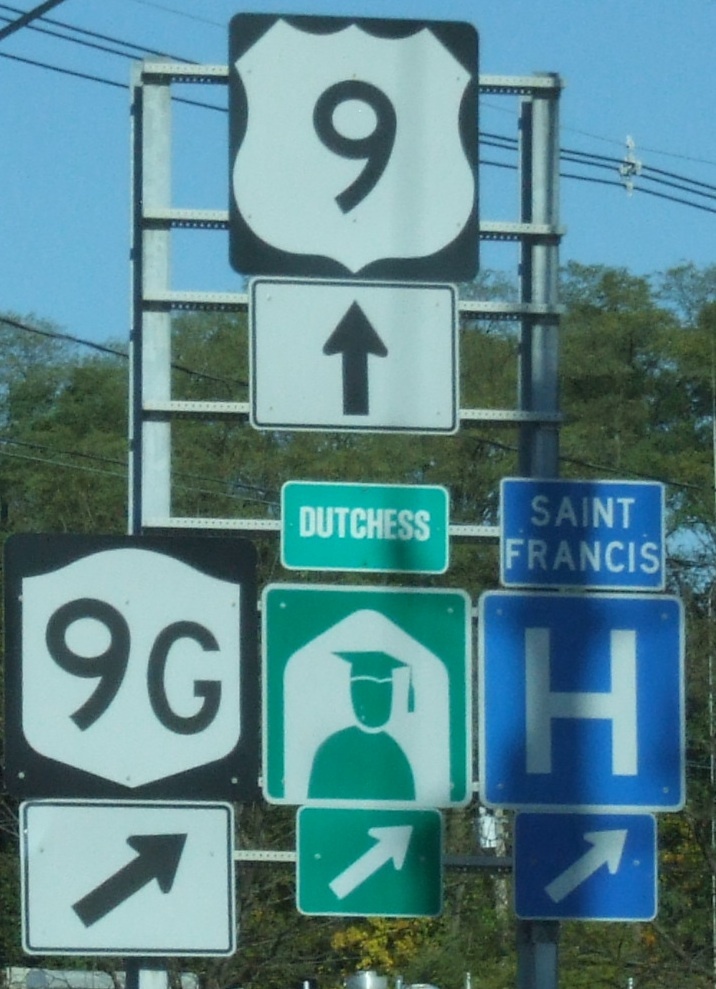 9
DUTCHESS
SAINT
FRANCIS
9G
H